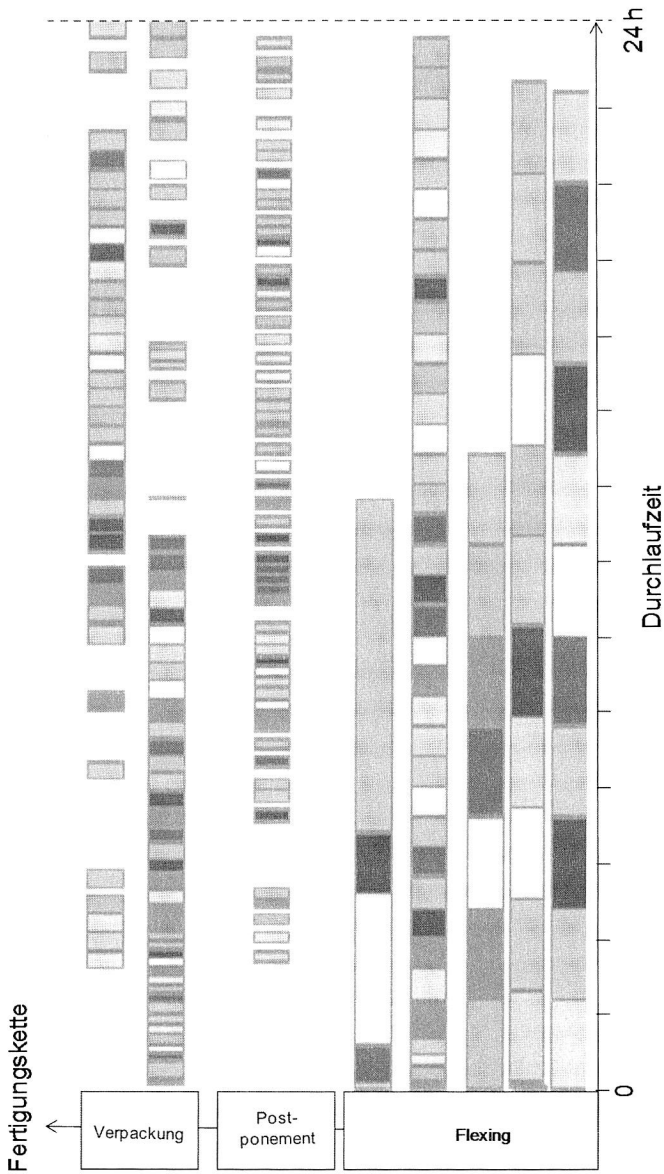 Fertigungskette
Verpackung
Post-
ponement
Flexing
0
24 h
Durchlaufzeit